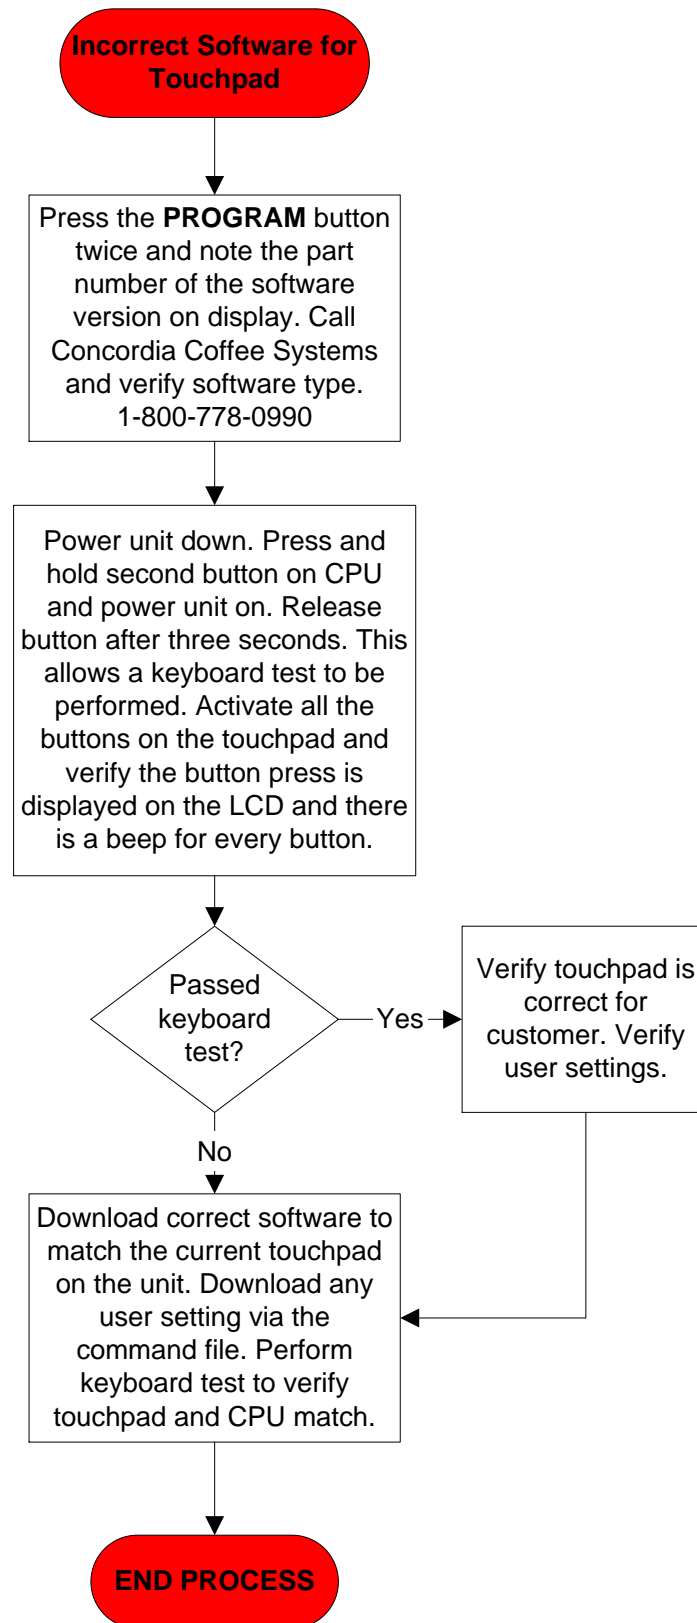 Incorrect Software for
Touchpad
Press the PROGRAM button
twice and note the part
number of the software
version on display. Call
Concordia Coffee Systems
and verify software type.
1-800-778-0990
Power unit down. Press and
hold second button on CPU
and power unit on. Release
button after three seconds. This
allows a keyboard test to be
performed. Activate all the
buttons on the touchpad and
verify the button press is
displayed on the LCD and there
is a beep for every button.
Passed
keyboard
test?
Yes
Verify touchpad is
correct for
customer. Verify
user settings.
No
Download correct software to
match the current touchpad
on the unit. Download any
user setting via the
command file. Perform
keyboard test to verify
touchpad and CPU match.
END PROCESS